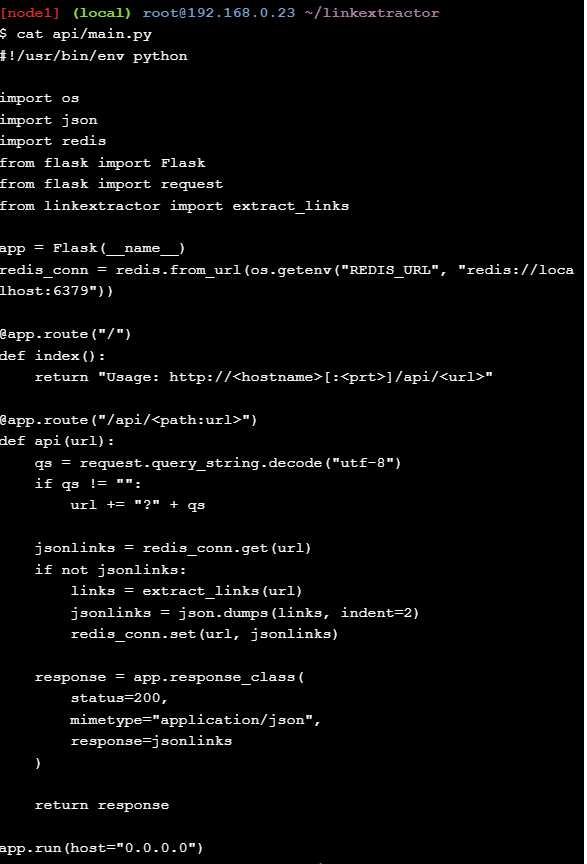 [node1] (local) root@192.168.0.23 ~/linkextractor
$ cat api/main.py
#!/usr/bin/env python

import os
import json
import redis
from flask import Flask
from flask import request
from linkextractor import extract_links

app = Flask(__name__)
redis_conn = redis.from_url(os.getenv("REDIS_URL", "redis://loca
lhost:6379"))

@app.route("/")
def index():
    return "Usage: http://<hostname>[:<prt>]/api/<url>"

@app.route("/api/<path:url>")
def api(url):
    qs = request.query_string.decode("utf-8")
    if qs != "":
        url += "?" + qs

    jsonlinks = redis_conn.get(url)
    if not jsonlinks:
        links = extract_links(url)
        jsonlinks = json.dumps(links, indent=2)
        redis_conn.set(url, jsonlinks)

    response = app.response_class(
        status=200,
        mimetype="application/json",
        response=jsonlinks
    )

    return response

app.run(host="0.0.0.0")